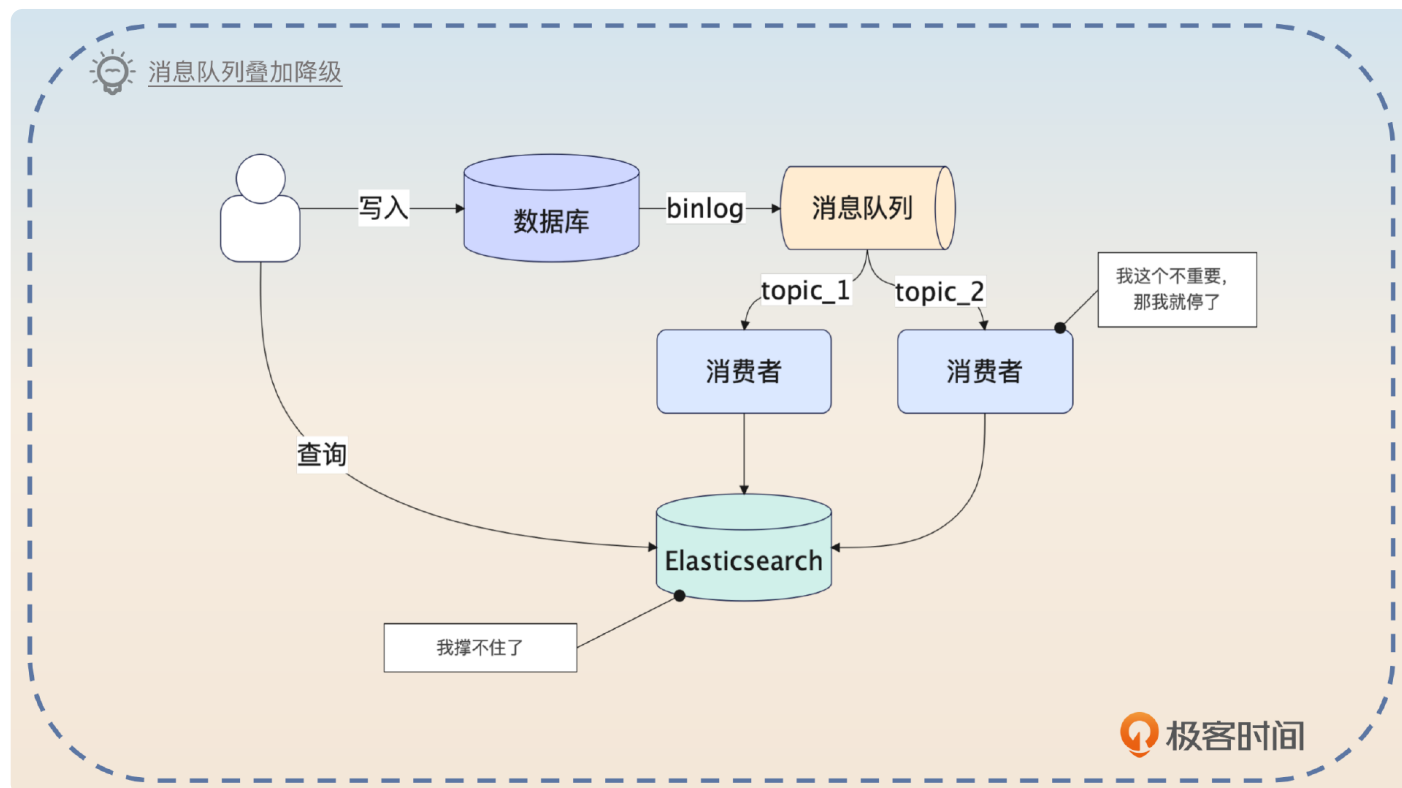 消息队列叠加降级
写入
数据库
binlog
消息队列
topic_1
topic_2
我这个不重要，
那我就停了
消费者
消费者
查询
Elasticsearch
我撑不住了
极客时间